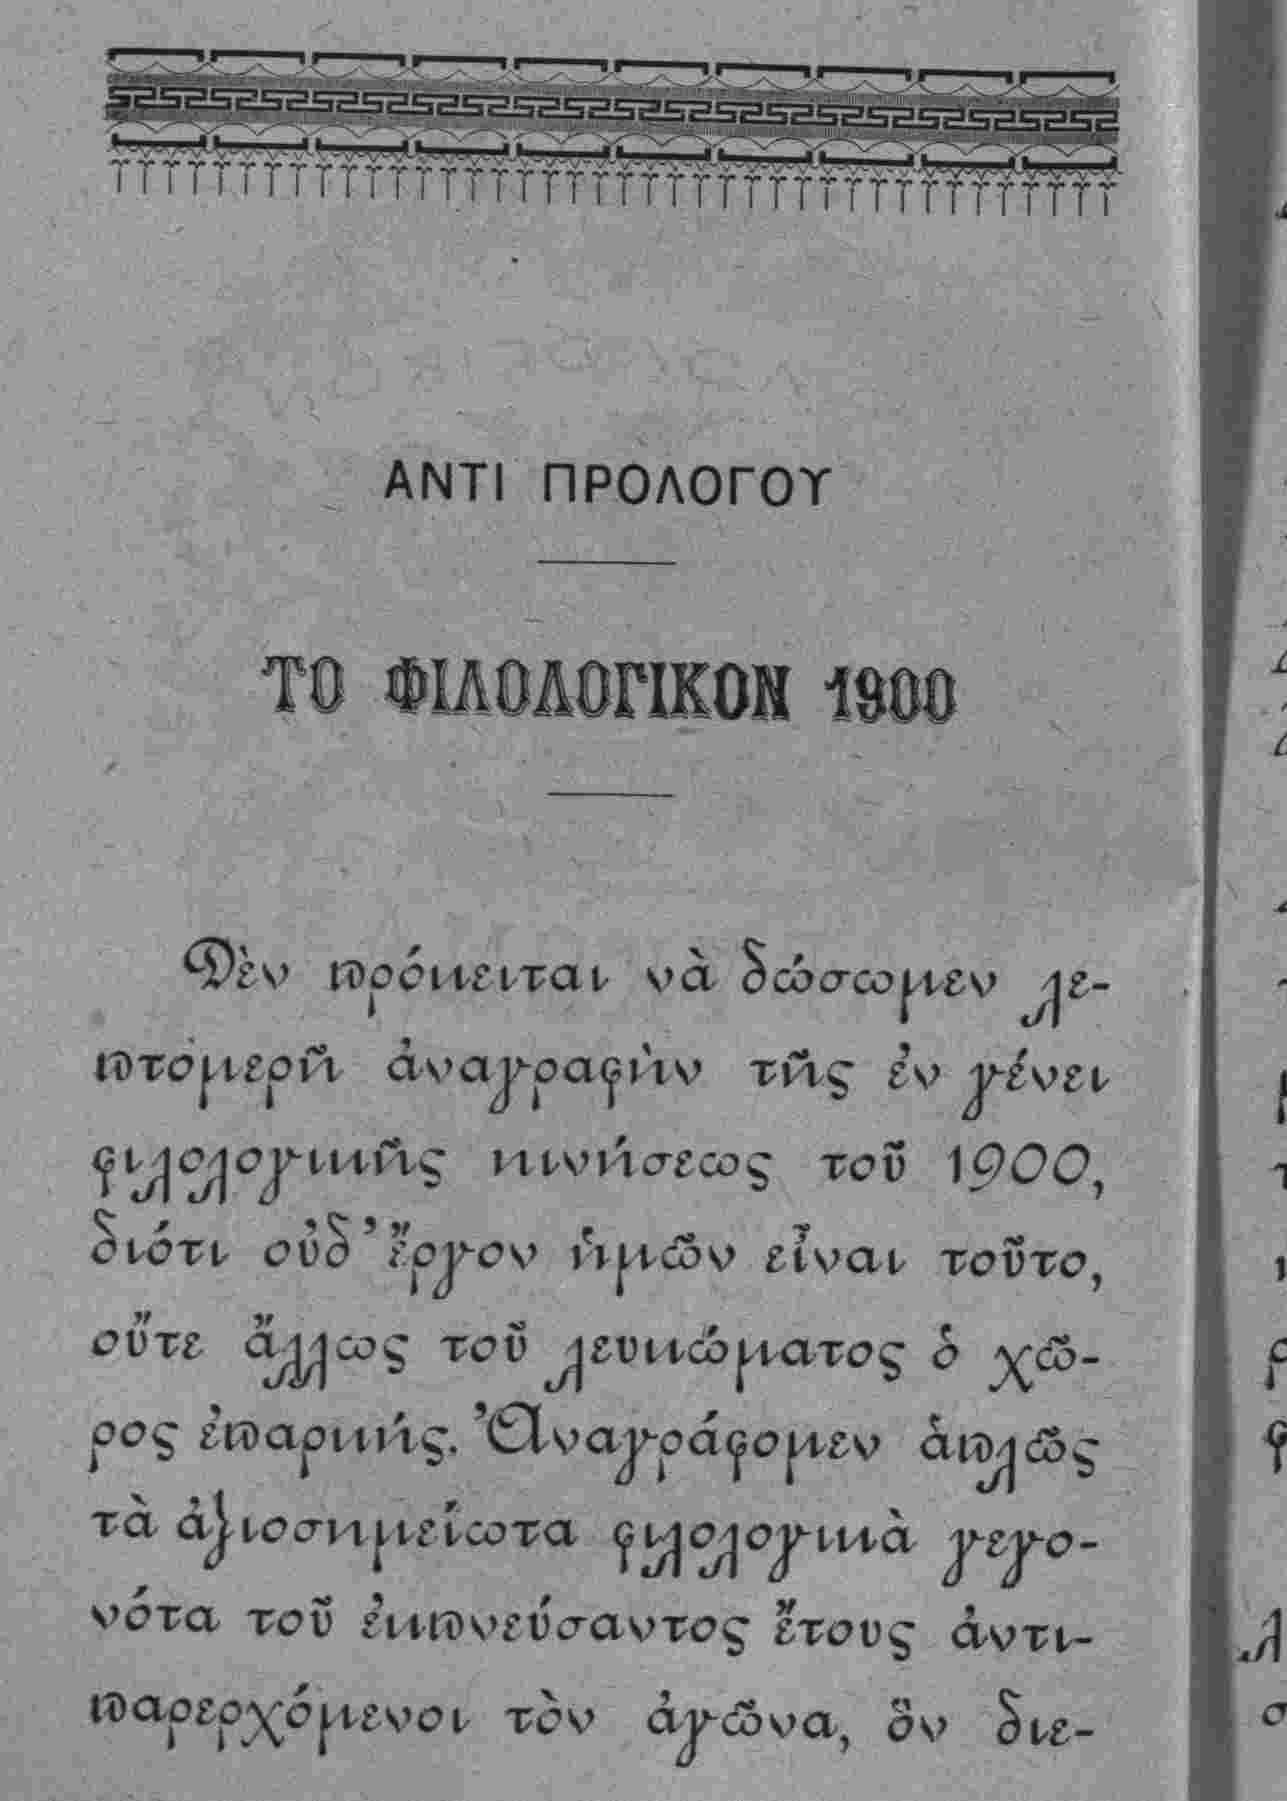 ΑΝΤΙ ΠΡΟΛΟΓΟΥ
ΤΟ ΦΙΛΟΛΟΓΙΚΟΝ 1900
Δὲν πρόκειται νὰ δώσωμεν λε-
πτομερῆ ἀναγραφὴν τῆς ἐν γένει
φιλολογικῆς κινήσεως τοῦ 1900,
διότι οὐδ’ ἔργον ἡμῶν εἶναι τοῦτο,
οὔτε ἄλλως τοῦ λευκώματος ὁ χῶ-
ρος ἐπαρκής. Ἀναγράφομεν ἁπλῶς
τὰ ἀξιοσημείωτα φιλολογικὰ γεγο-
νότα τοῦ ἐκπνεύσαντος ἔτους ἀντι-
παρερχόμενοι τὸν ἀγῶνα, ὃν διε-